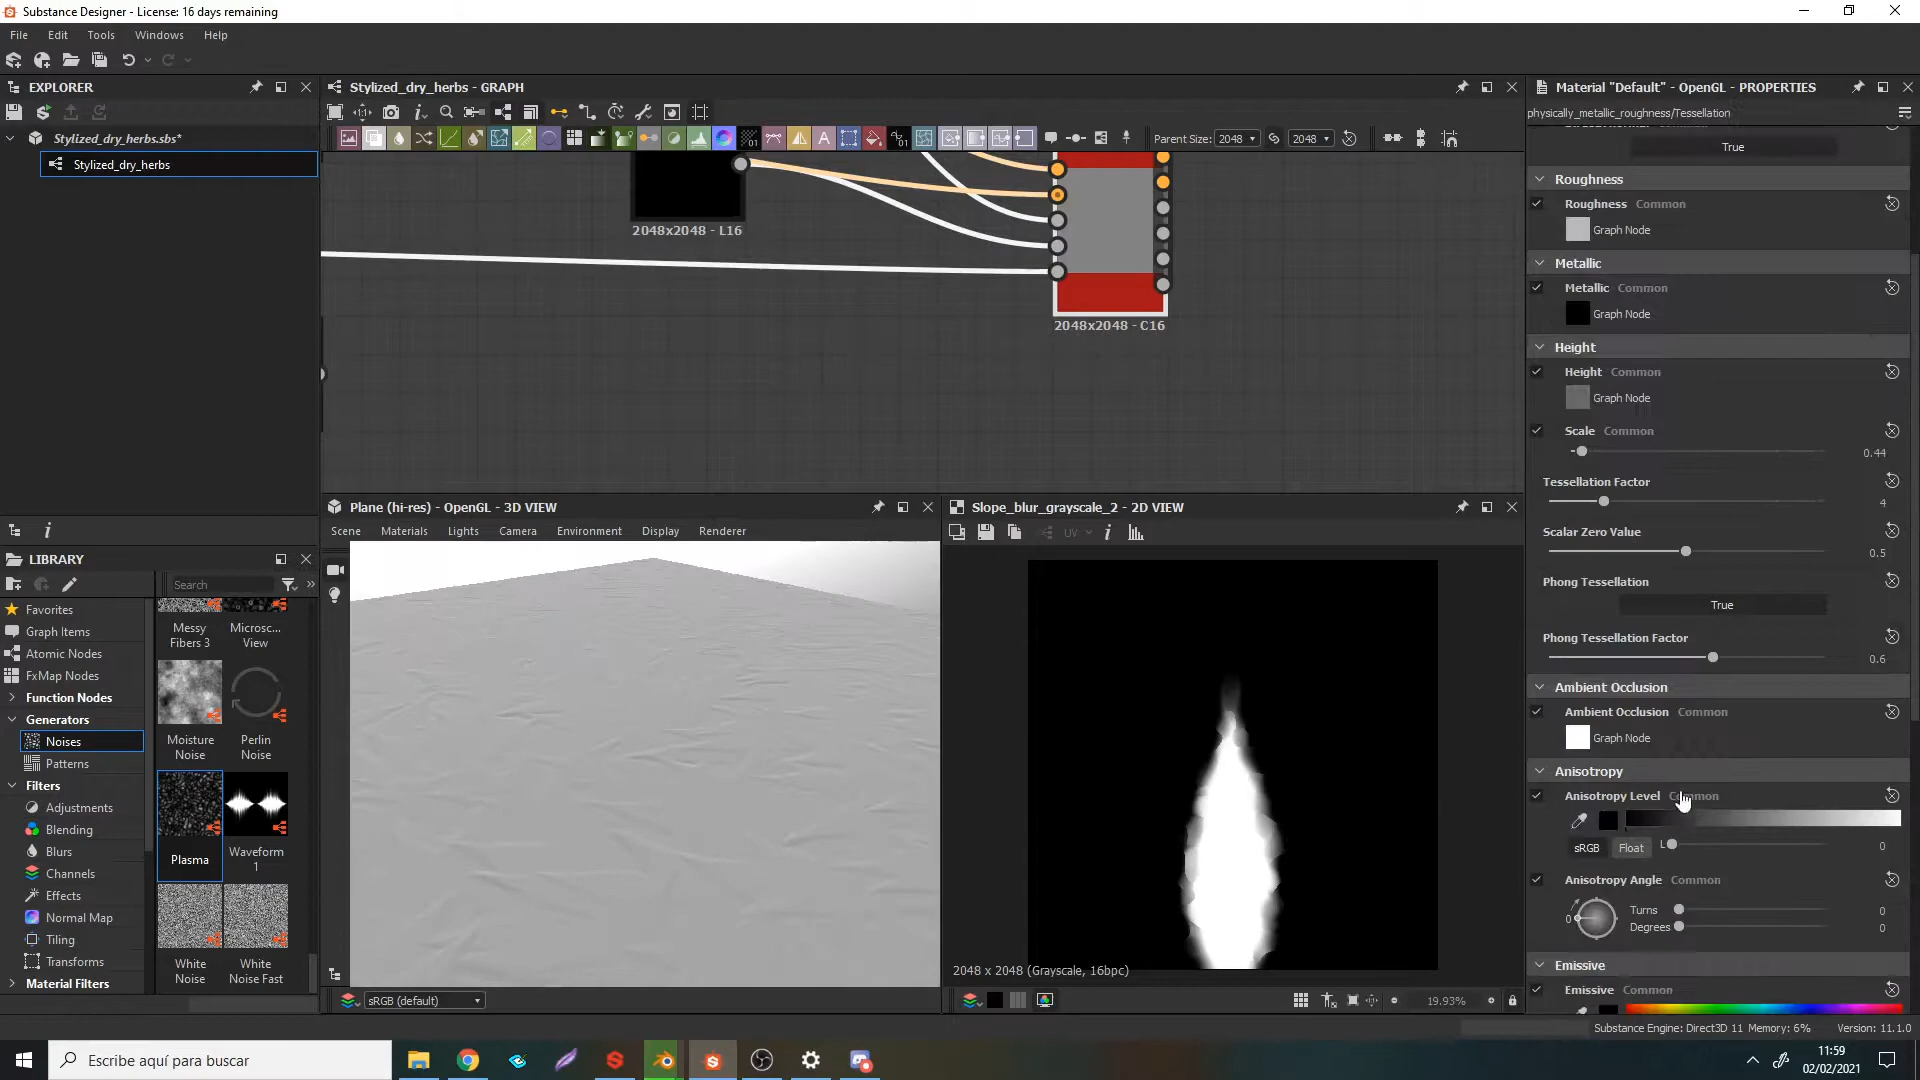 Substance Designer - License: 16 days remaining
File Edit Tools Windows Help
EXPLORER
Stylized_dry_herbs.sbs*
Stylized_dry_herbs
Stylized_dry_herbs - GRAPH
Parent Size: 2048 2048
2048x2048 - L16
2048x2048 - C16
LIBRARY
Search
Favorites
Graph Items
Atomic Nodes
FxMap Nodes
Function Nodes
Generators
Noises
Patterns
Filters
Adjustments
Blending
Blurs
Channels
Effects
Normal Map
Tiling
Transforms
Material Filters
Messy Fibers 3
Microsc... View
Moisture Noise
Perlin Noise
Plasma
Waveform 1
White Noise
White Noise Fast
Plane (hi-res) - OpenGL - 3D VIEW
Scene Materials Lights Camera Environment Display Renderer
sRGB (default)
Slope_blur_grayscale_2 - 2D VIEW
UV
2048 x 2048 (Grayscale, 16bpc)
19.93%
Material "Default" - OpenGL - PROPERTIES
physically_metallic_roughness/Tessellation
True
Roughness
Roughness Common
Graph Node
Metallic
Metallic Common
Graph Node
Height
Height Common
Graph Node
Scale Common
0.44
Tessellation Factor
4
Scalar Zero Value
0.5
Phong Tessellation
True
Phong Tessellation Factor
0.6
Ambient Occlusion
Ambient Occlusion Common
Graph Node
Anisotropy
Anisotropy Level Common
sRGB Float L 0
Anisotropy Angle Common
0 Turns 0
Degrees 0
Emissive
Emissive Common
Substance Engine: Direct3D 11 Memory: 6% Version: 11.1.0
Escribe aquí para buscar
11:59
02/02/2021